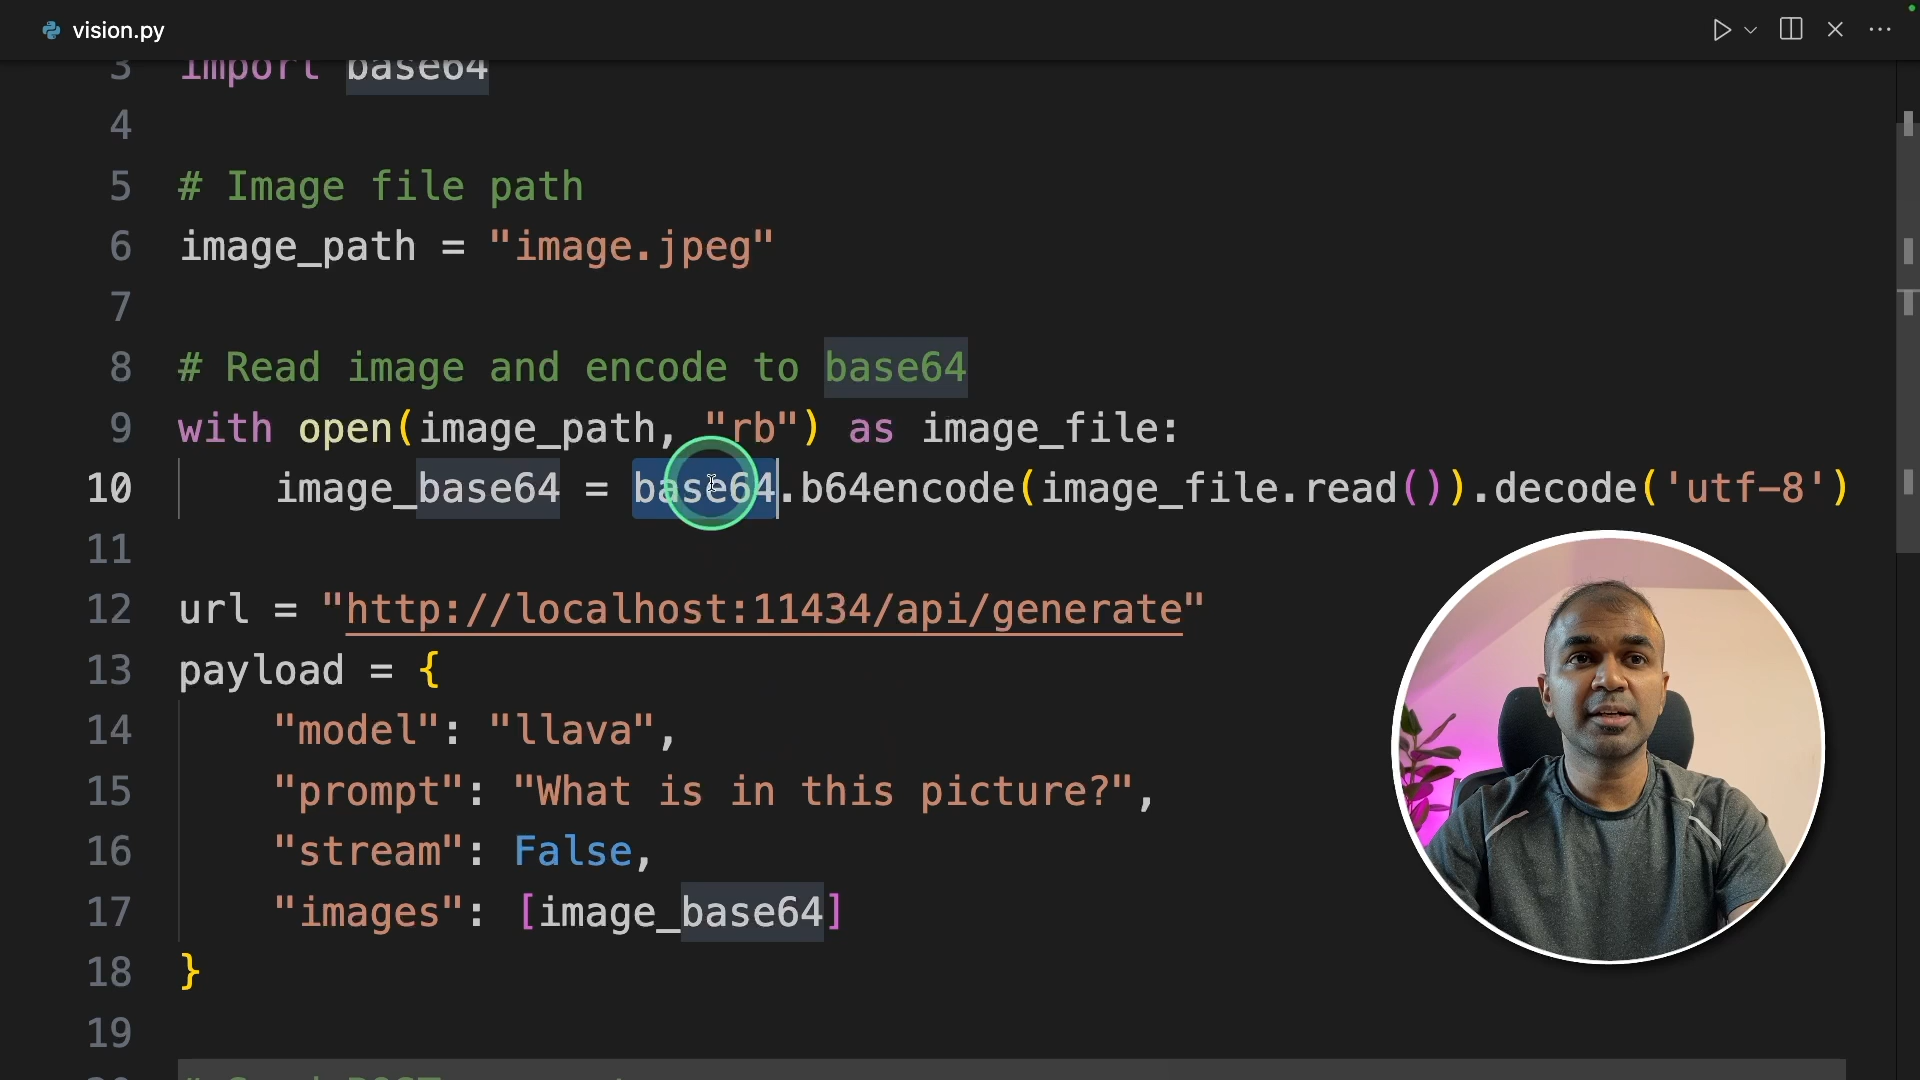 vision.py
3 import base64
4
5 # Image file path
6 image_path = "image.jpeg"
7
8 # Read image and encode to base64
9 with open(image_path, "rb") as image_file:
10 image_base64 = base64.b64encode(image_file.read()).decode('utf-8')
11
12 url = "http://localhost:11434/api/generate"
13 payload = {
14 "model": "llava",
15 "prompt": "What is in this picture?",
16 "stream": False,
17 "images": [image_base64]
18 }
19